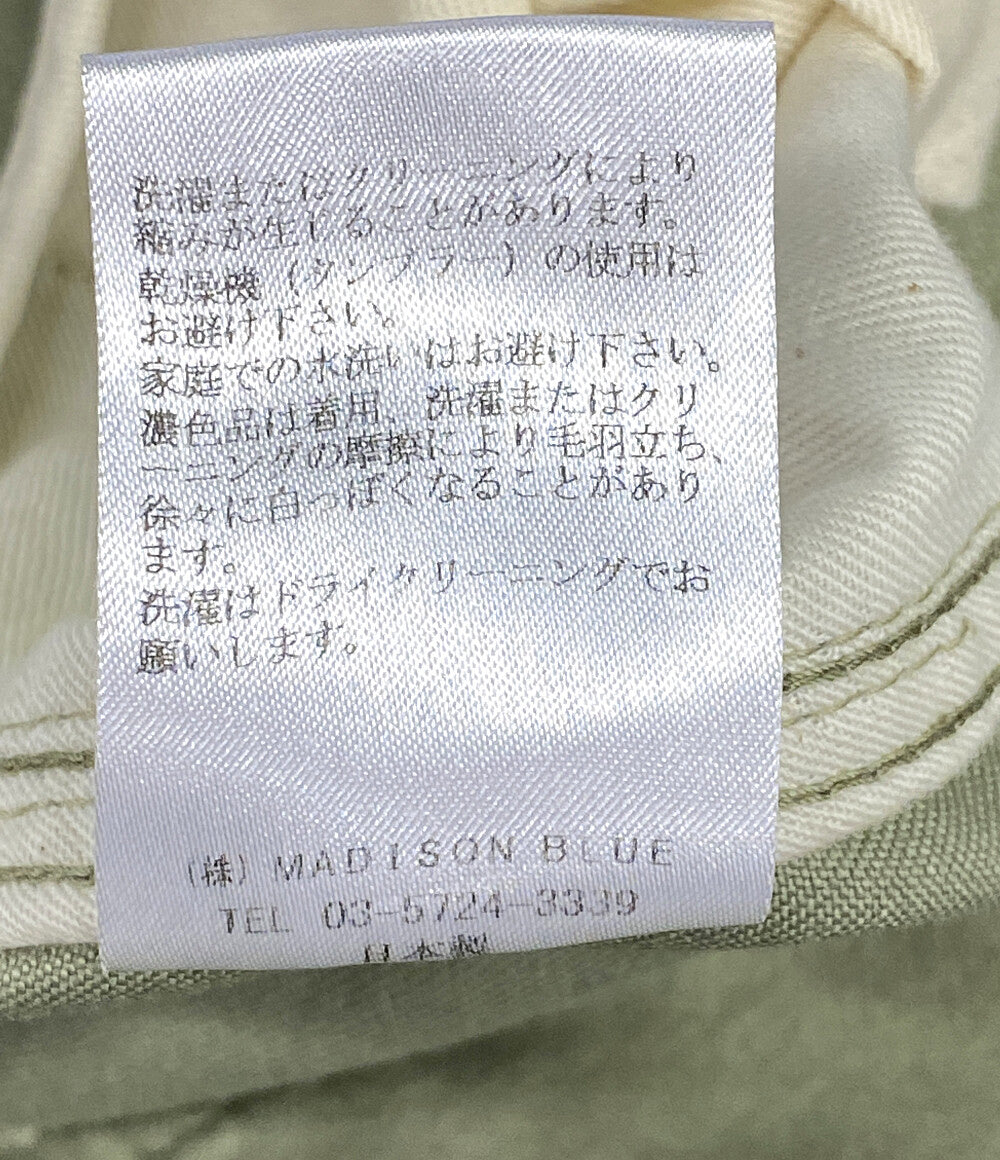 洗濯またはクリーニングにより
縮みが生じることがあります。
乾燥機（タンブラー）の使用は
お避け下さい。
家庭での水洗いはお避け下さい。
濃色品は着用、洗濯またはクリ
ーニングの摩擦により毛羽立ち、
徐々に白っぽくなることがあり
ます。
洗濯はドライクリーニングでお
願いします。
（株）MADISON BLUE
TEL 03-5724-3339
日本製